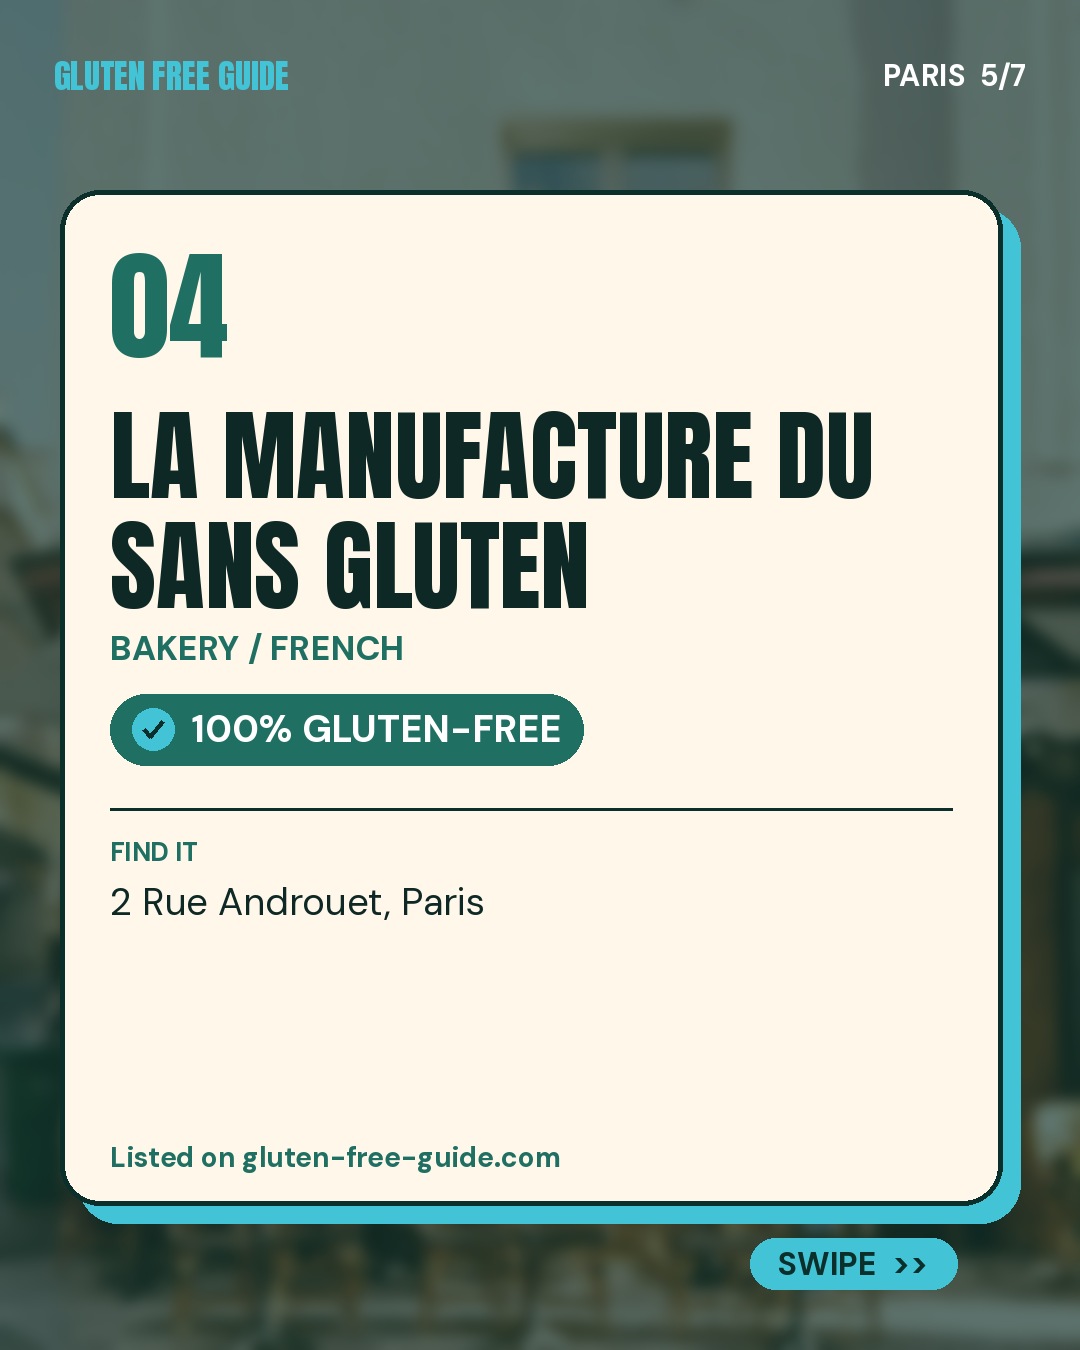 GLUTEN FREE GUIDE
PARIS 5/7
04
LA MANUFACTURE DU
SANS GLUTEN
BAKERY / FRENCH
100% GLUTEN-FREE
FIND IT
2 Rue Androuet, Paris
Listed on gluten-free-guide.com
SWIPE >>